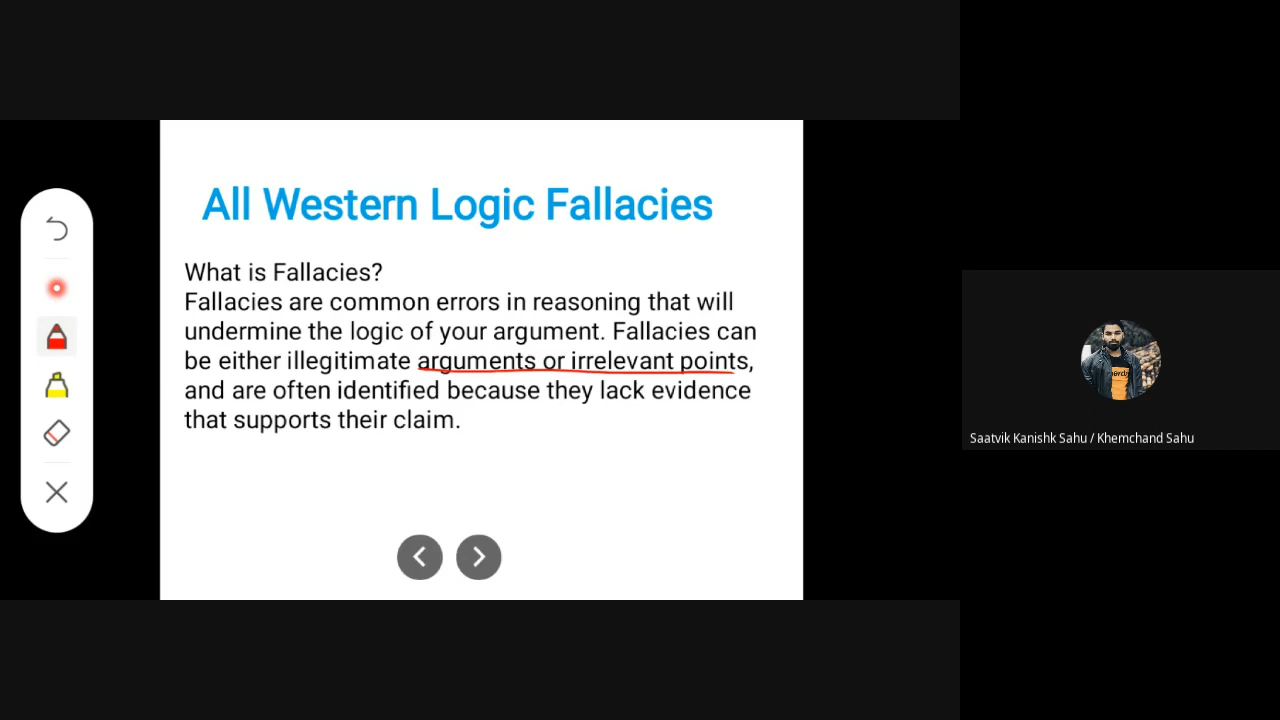 All Western Logic Fallacies
What is Fallacies?
Fallacies are common errors in reasoning that will
undermine the logic of your argument. Fallacies can
be either illegitimate arguments or irrelevant points,
and are often identified because they lack evidence
that supports their claim.
Saatvik Kanishk Sahu / Khemchand Sahu